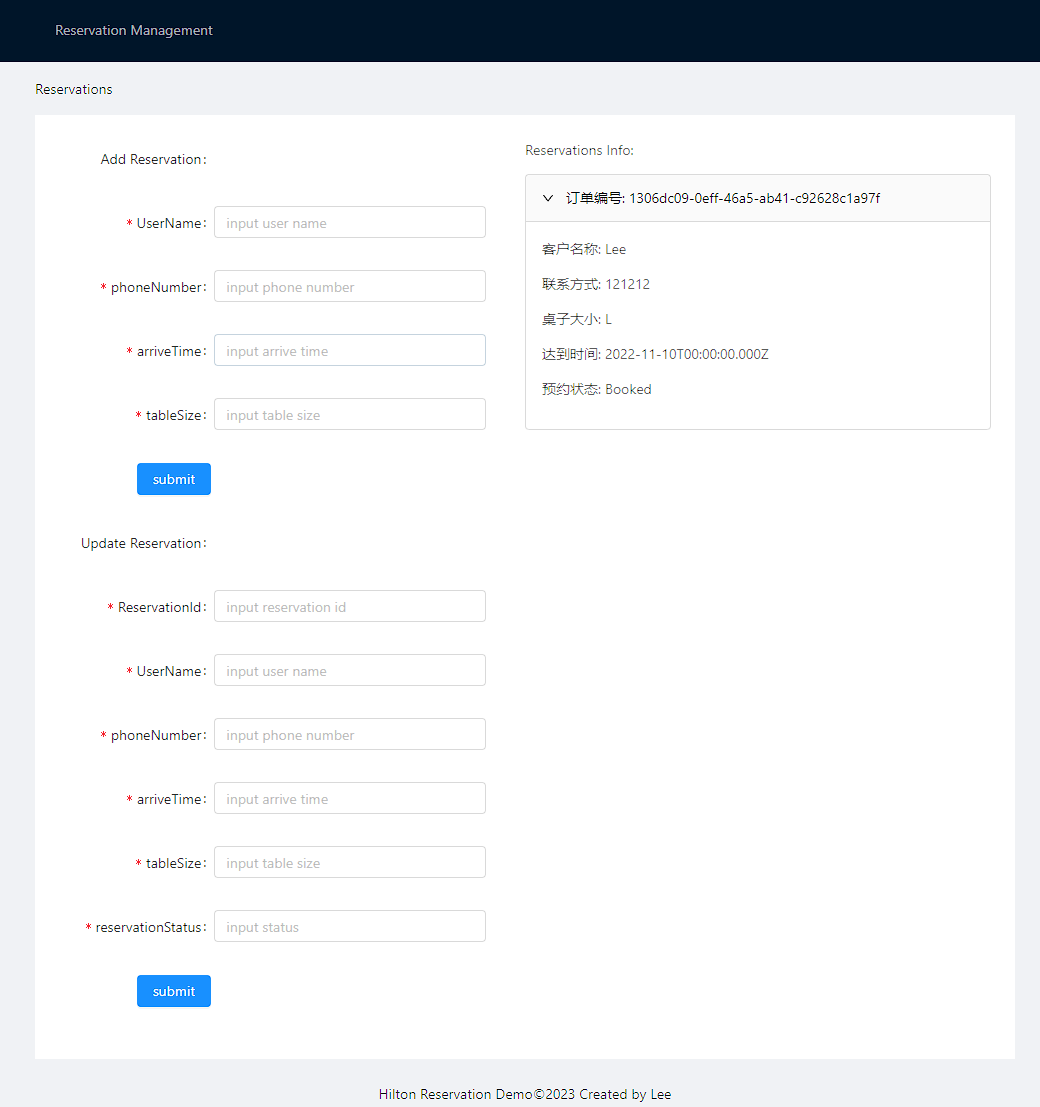 Reservation Management
Reservations
Add Reservation:
* UserName: input user name
* phoneNumber: input phone number
* arriveTime: input arrive time
* tableSize: input table size
submit
Update Reservation:
* ReservationId: input reservation id
* UserName: input user name
* phoneNumber: input phone number
* arriveTime: input arrive time
* tableSize: input table size
* reservationStatus: input status
submit
Reservations Info:
订单编号: 1306dc09-0eff-46a5-ab41-c92628c1a97f
客户名称: Lee
联系方式: 121212
桌子大小: L
达到时间: 2022-11-10T00:00:00.000Z
预约状态: Booked
Hilton Reservation Demo©2023 Created by Lee